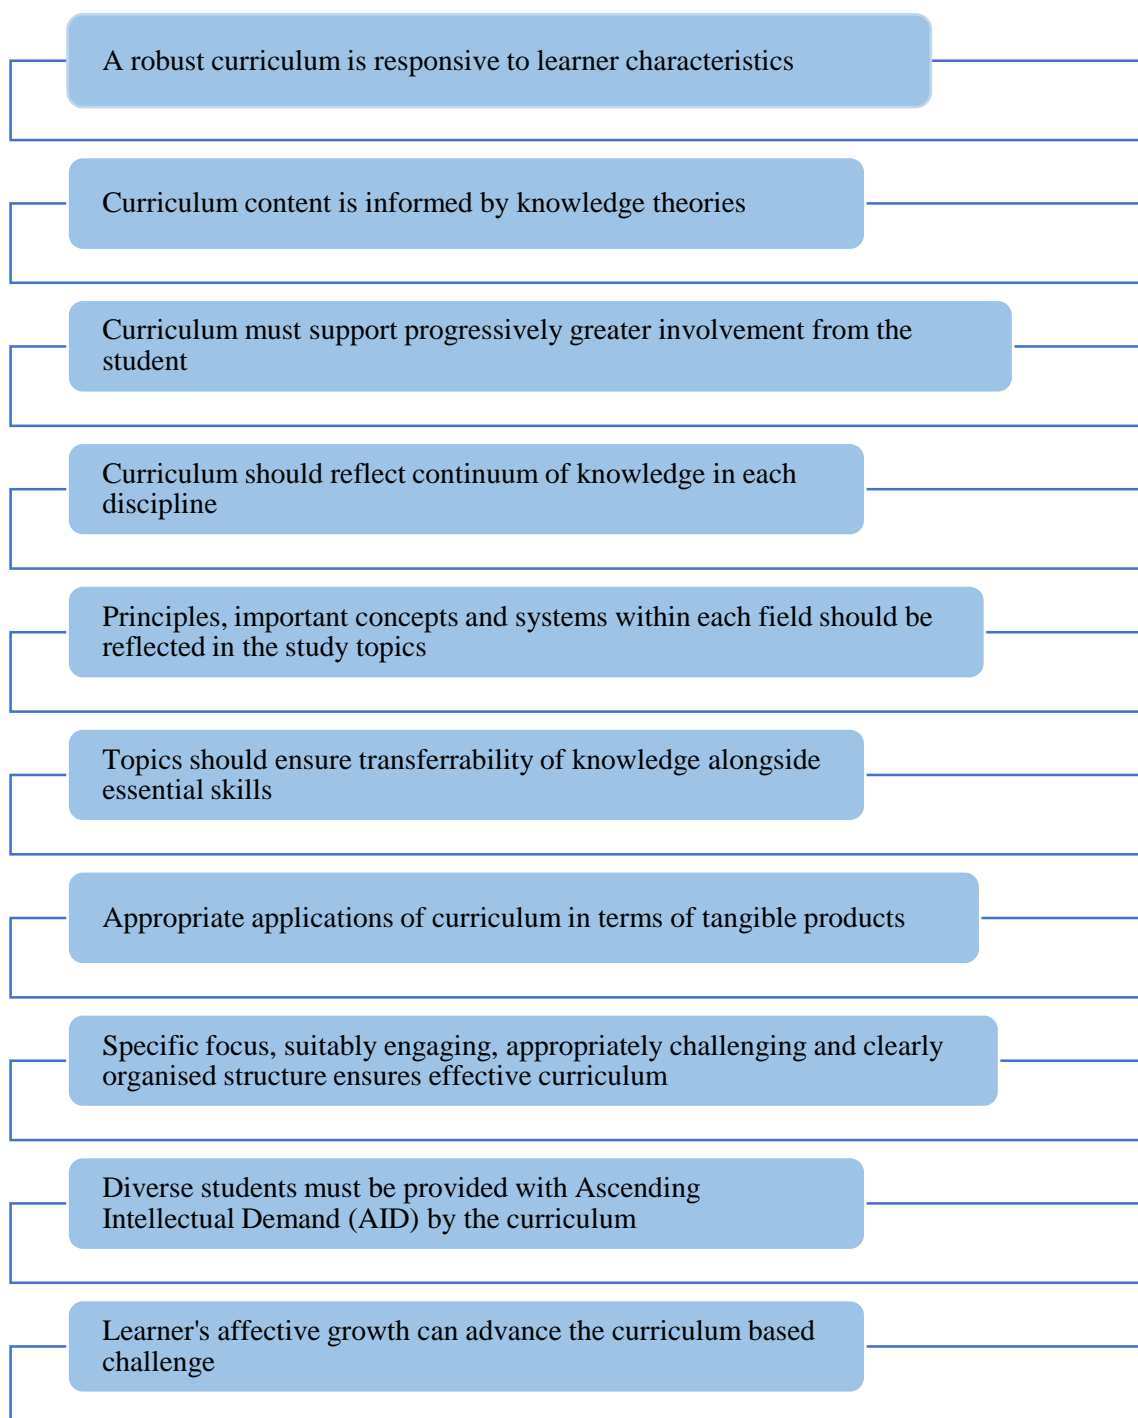 A robust curriculum is responsive to learner characteristics
Curriculum content is informed by knowledge theories
Curriculum must support progressively greater involvement from the
student
Curriculum should reflect continuum of knowledge in each
discipline
Principles, important concepts and systems within each field should be
reflected in the study topics
Topics should ensure transferrability of knowledge alongside
essential skills
Appropriate applications of curriculum in terms of tangible products
Specific focus, suitably engaging, appropriately challenging and clearly
organised structure ensures effective curriculum
Diverse students must be provided with Ascending
Intellectual Demand (AID) by the curriculum
Learner's affective growth can advance the curriculum based
challenge